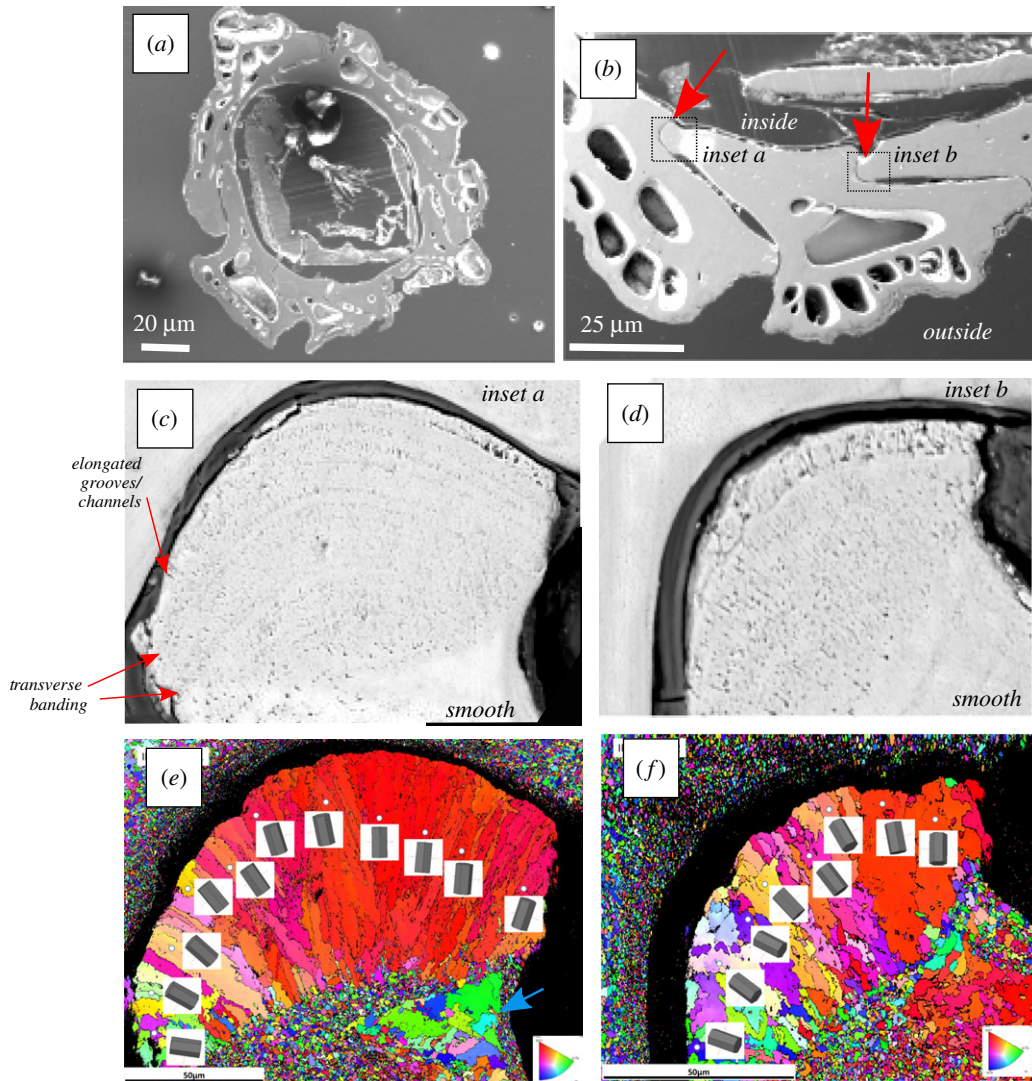 (a)
20 µm
(b)
inside
inset a
inset b
25 µm
outside
(c)
inset a
elongated
grooves/
channels
transverse
banding
smooth
(d)
inset b
smooth
(e)
50µm
(f)
50µm